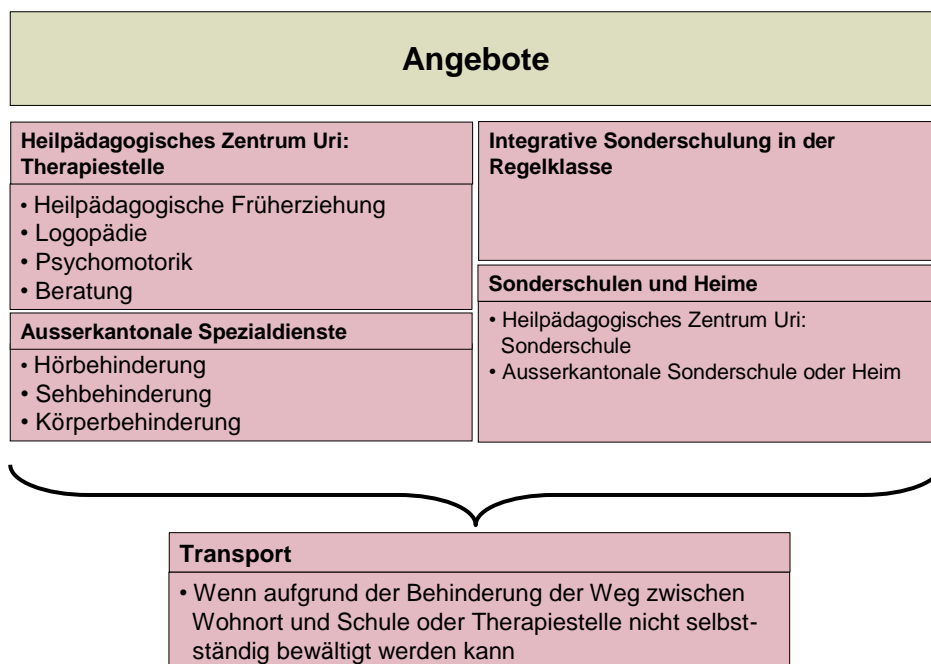 Angebote
Heilpädagogisches Zentrum Uri:
Therapiestelle
• Heilpädagogische Früherziehung
• Logopädie
• Psychomotorik
• Beratung
Ausserkantonale Spezialdienste
• Hörbehinderung
• Sehbehinderung
• Körperbehinderung
Integrative Sonderschulung in der
Regelklasse
Sonderschulen und Heime
• Heilpädagogisches Zentrum Uri:
Sonderschule
• Ausserkantonale Sonderschule oder Heim
Transport
• Wenn aufgrund der Behinderung der Weg zwischen
Wohnort und Schule oder Therapiestelle nicht selbst-
ständig bewältigt werden kann